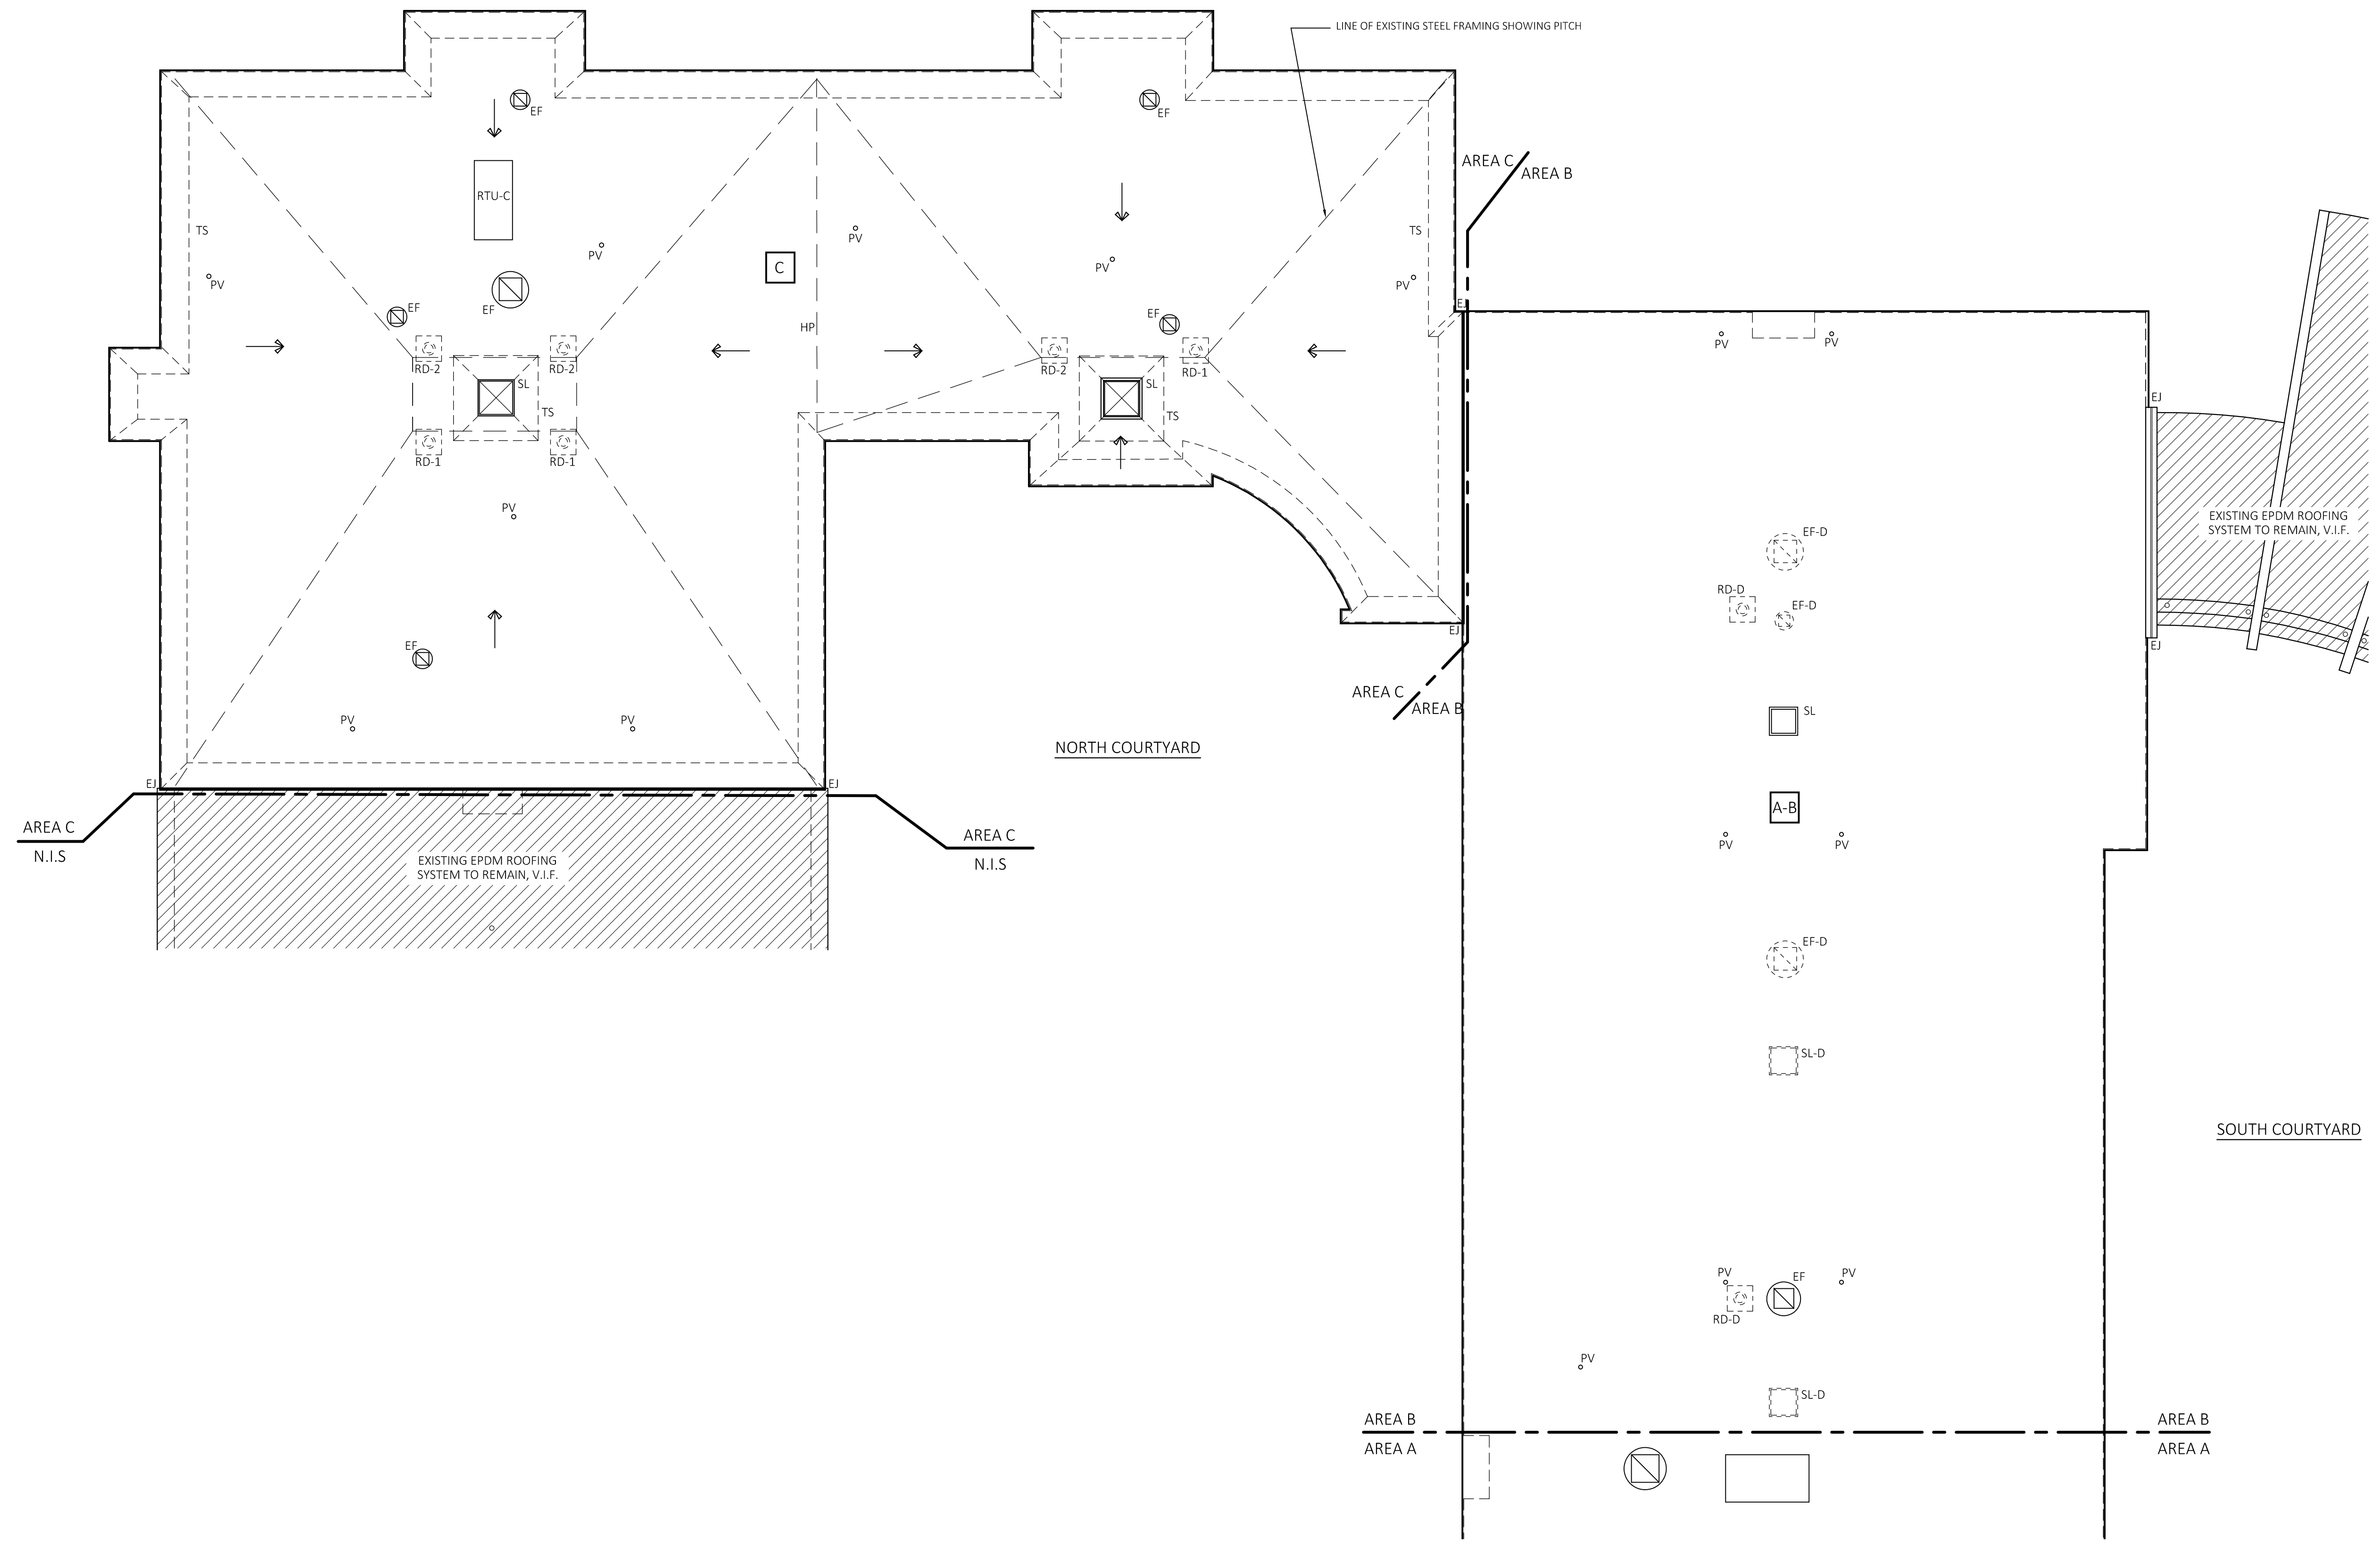 LINE OF EXISTING STEEL FRAMING SHOWING PITCH
EF
EF
AREA C
AREA B
RTU-C
TS
TS
PV
PV
PV
C
PV
PV
EF
EF
EF
HP
EJ
RD-2
RD-2
RD-2
RD-1
SL
SL
TS
TS
RD-1
RD-1
PV
PV
PV
EJ
EXISTING EPDM ROOFING
SYSTEM TO REMAIN, V.I.F.
EF-D
RD-D
EF-D
EF
EJ
EJ
AREA C
AREA B
SL
PV
PV
NORTH COURTYARD
EJ
EJ
A-B
PV
PV
AREA C
N.I.S
AREA C
N.I.S
EXISTING EPDM ROOFING
SYSTEM TO REMAIN, V.I.F.
EF-D
SL-D
SOUTH COURTYARD
PV
EF
PV
RD-D
PV
SL-D
AREA B
AREA A
AREA B
AREA A